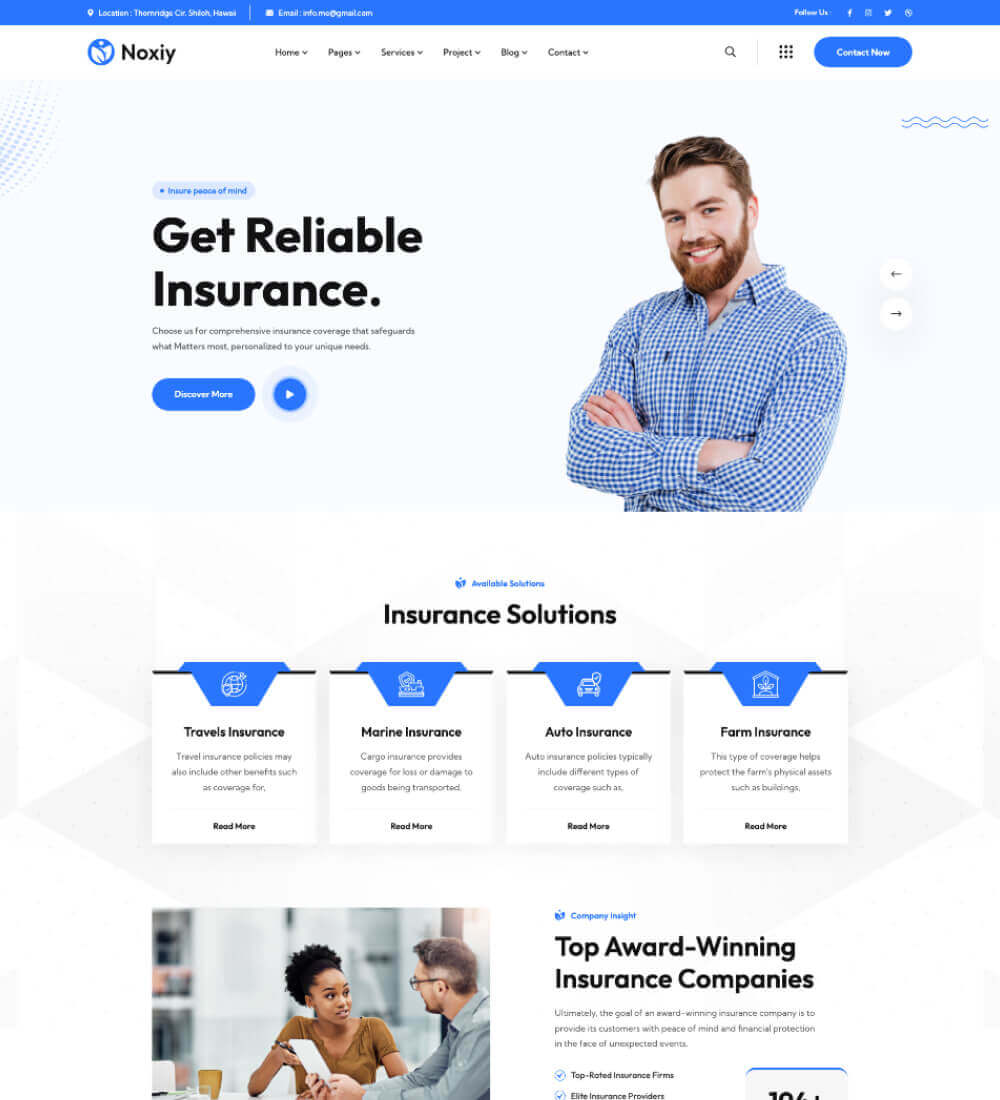 Location : Thornridge Cir. Shiloh, Hawaii
Email : info.me@gmail.com
Follow Us :
Noxiy
Home
Pages
Services
Project
Blog
Contact
Contact Now
Insure peace of mind
Get Reliable
Insurance.
Choose us for comprehensive insurance coverage that safeguards
what Matters most, personalized to your unique needs.
Discover More
Available Solutions
Insurance Solutions
Travels Insurance
Travel insurance policies may
also include other benefits such
as coverage for,
Read More
Marine Insurance
Cargo insurance provides
coverage for loss or damage to
goods being transported,
Read More
Auto Insurance
Auto insurance policies typically
include different types of
coverage such as,
Read More
Farm Insurance
This type of coverage helps
protect the farm's physical assets
such as buildings,
Read More
Company insight
Top Award-Winning
Insurance Companies
Ultimately, the goal of an award-winning insurance company is to
provide its customers with peace of mind and financial protection
in the face of unexpected events.
Top-Rated Insurance Firms
Elite Insurance Providers